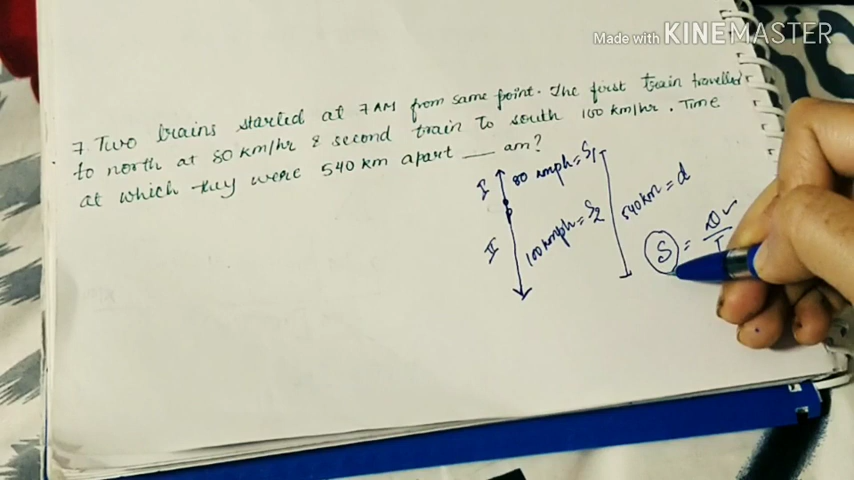 Made with KINEMASTER
7. Two trains started at 7 AM from same point. The first train travelled
to north at 80 km/hr & second train to south 100 km/hr. Time
at which they were 540 km apart __ am?
I 80 kmph = S1
II 100 kmph = S2
540 km = d
S = D
T